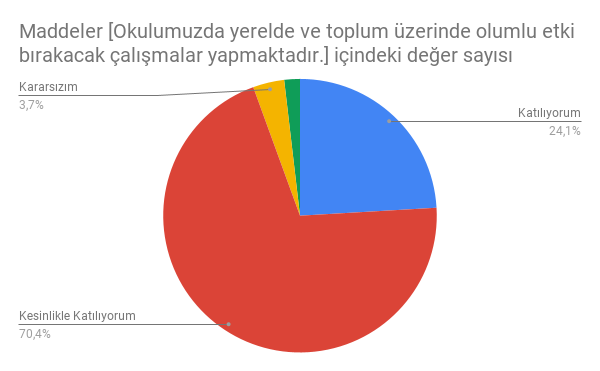 Maddeler [Okulumuzda yerelde ve toplum üzerinde olumlu etki
bırakacak çalışmalar yapmaktadır.] içindeki değer sayısı
Kararsızım
3,7%
Katılıyorum
24,1%
Kesinlikle Katılıyorum
70,4%